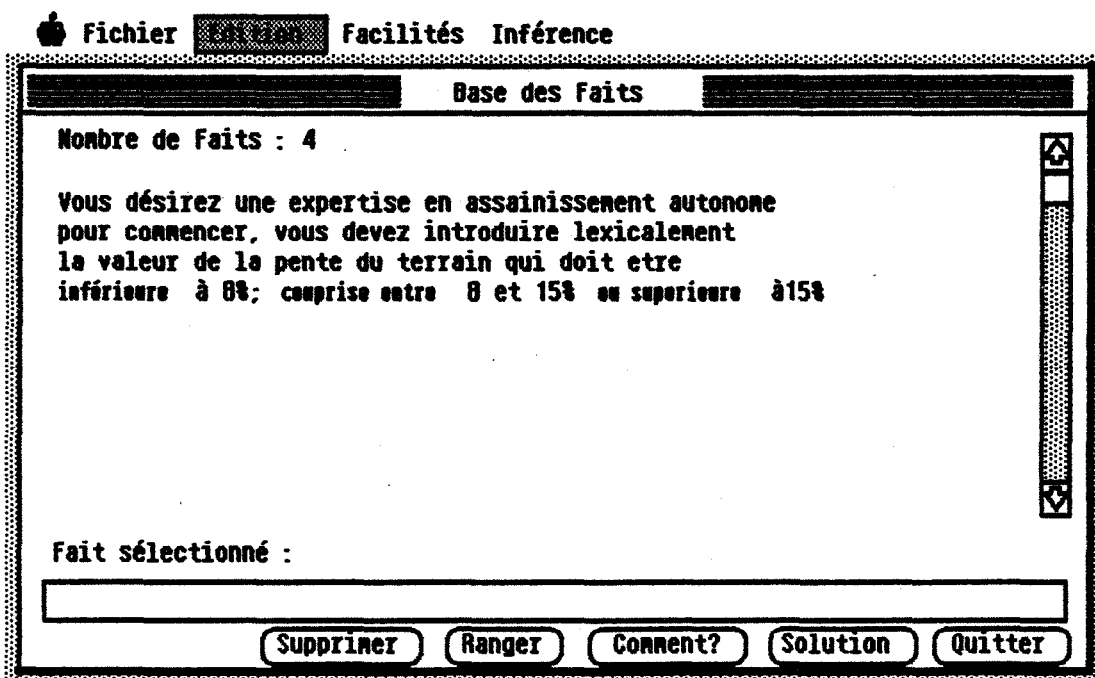 Fichier Edition Facilités Inférence
Base des Faits
Nombre de Faits : 4
Vous désirez une expertise en assainissement autonome
pour commencer, vous devez introduire lexicalement
la valeur de la pente du terrain qui doit etre
inférieure à 8%; comprise entre 8 et 15% ou superieure à15%
Fait sélectionné :
Supprimer Ranger Comment? Solution Quitter